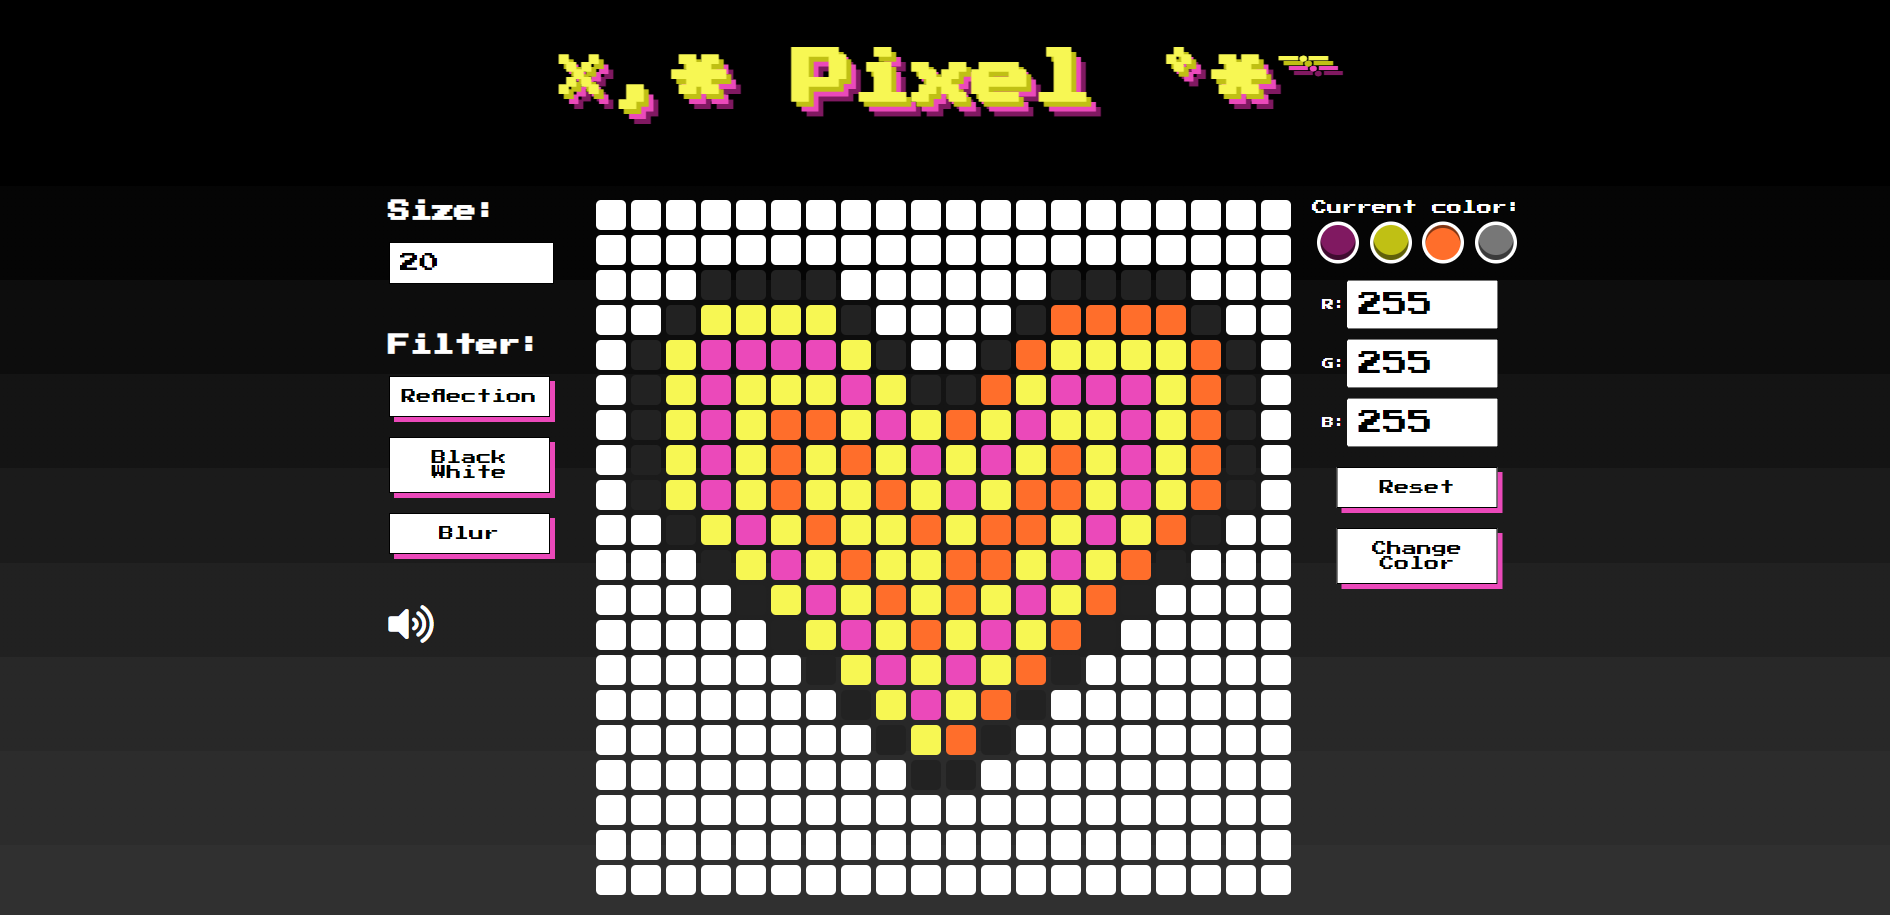 *,* Pixel *,*
Size:
20
Filter:
Reflection
Black
White
Blur
Current color:
R: 255
G: 255
B: 255
Reset
Change
Color